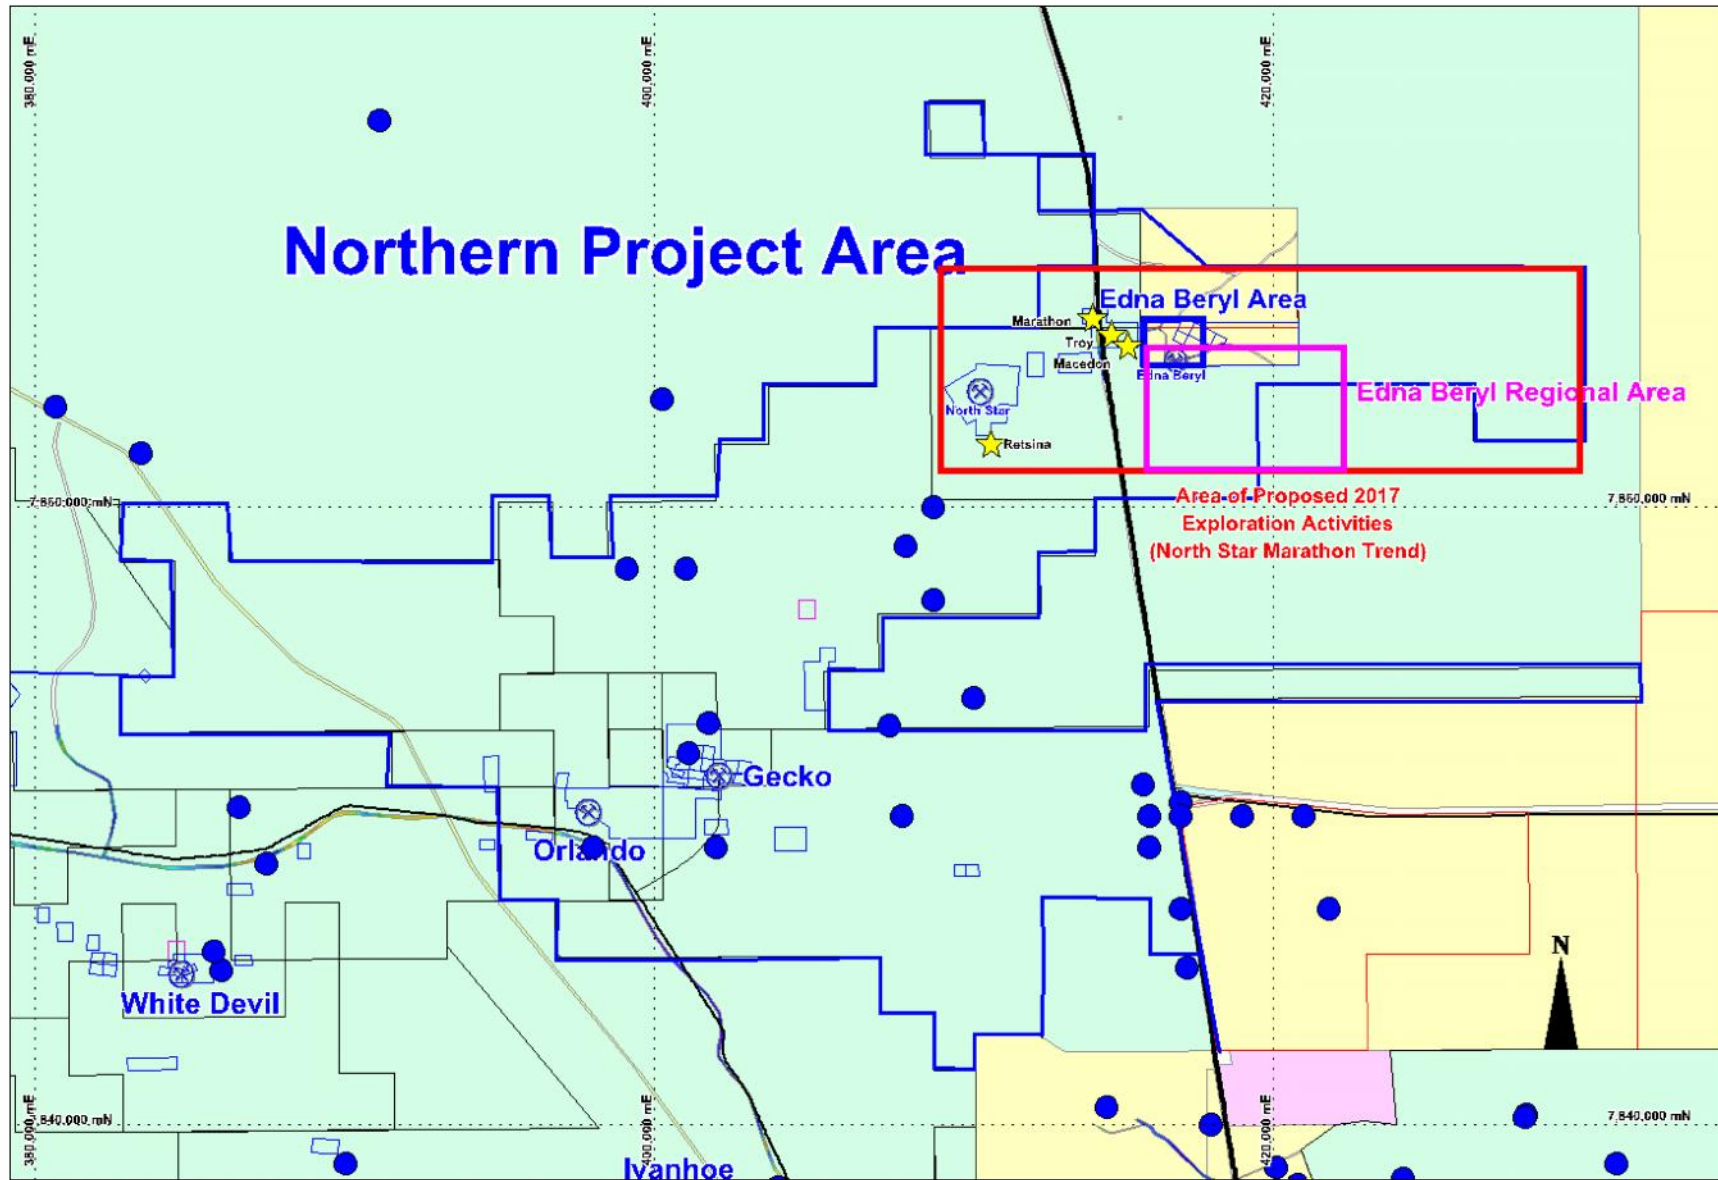 380,000 mE
400,000 mE
420,000 mE
Northern Project Area
Edna Beryl Area
Marathon
Troy
Macedon
Edna Beryl
Edna Beryl Regional Area
North Star
Retsina
7,860,000 mN
7,860,000 mN
Area of Proposed 2017
Exploration Activities
(North Star Marathon Trend)
Gecko
Orlando
White Devil
N
7,840,000 mN
7,840,000 mN
380,000 mE
400,000 mE
420,000 mE
Ivanhoe